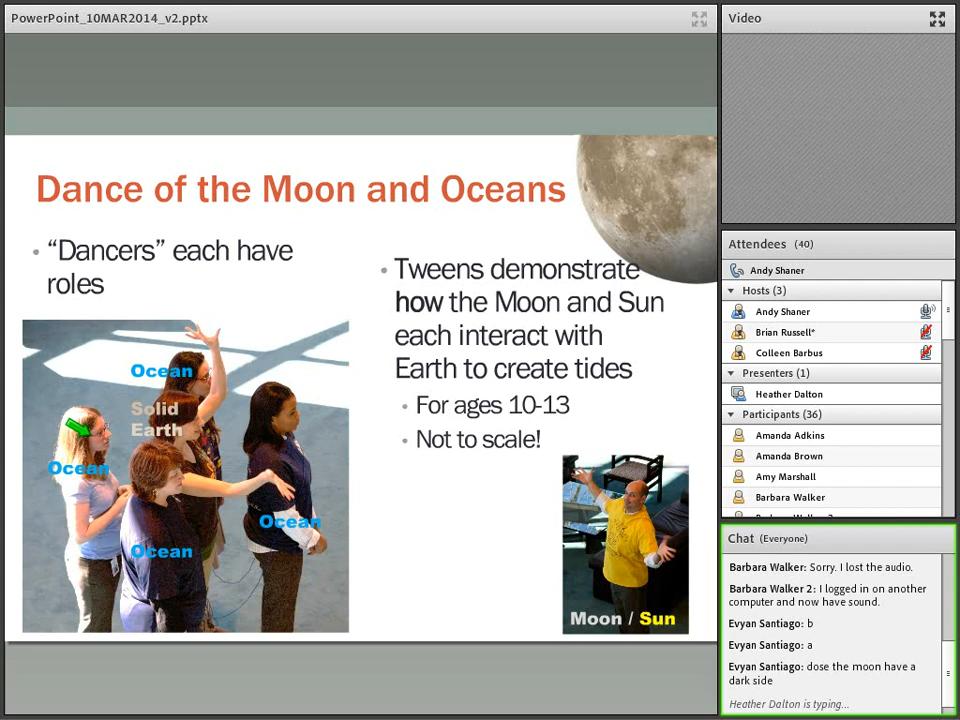 PowerPoint_10MAR2014_v2.pptx
Dance of the Moon and Oceans
• “Dancers” each have
roles
Ocean
Solid
Earth
Ocean
Ocean
Ocean
• Tweens demonstrate
how the Moon and Sun
each interact with
Earth to create tides
• For ages 10-13
• Not to scale!
Moon / Sun
Video
Attendees (40)
Andy Shaner
Hosts (3)
Andy Shaner
Brian Russell*
Colleen Barbus
Presenters (1)
Heather Dalton
Participants (36)
Amanda Adkins
Amanda Brown
Amy Marshall
Barbara Walker
Chat (Everyone)
Barbara Walker: Sorry. I lost the audio.
Barbara Walker 2: I logged in on another
computer and now have sound.
Evyan Santiago: b
Evyan Santiago: a
Evyan Santiago: dose the moon have a
dark side
Heather Dalton is typing...